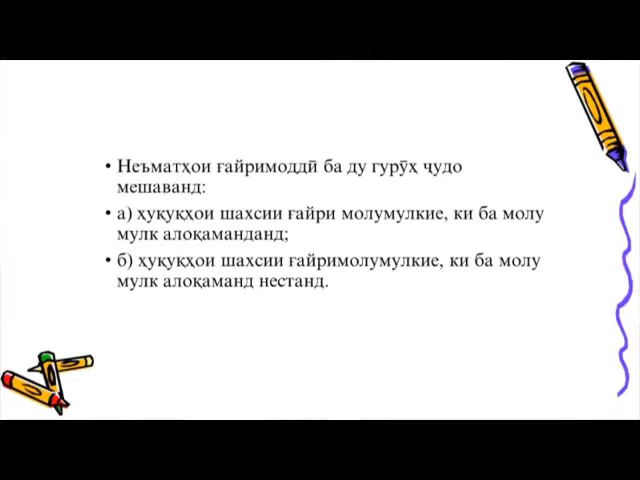 • Неъматҳои ғайримоддӣ ба ду гурӯҳ ҷудо
мешаванд:
• а) ҳуқуқҳои шахсии ғайри молумулкие, ки ба молу
мулк алоқаманданд;
• б) ҳуқуқҳои шахсии ғайримолумулкие, ки ба молу
мулк алоқаманд нестанд.